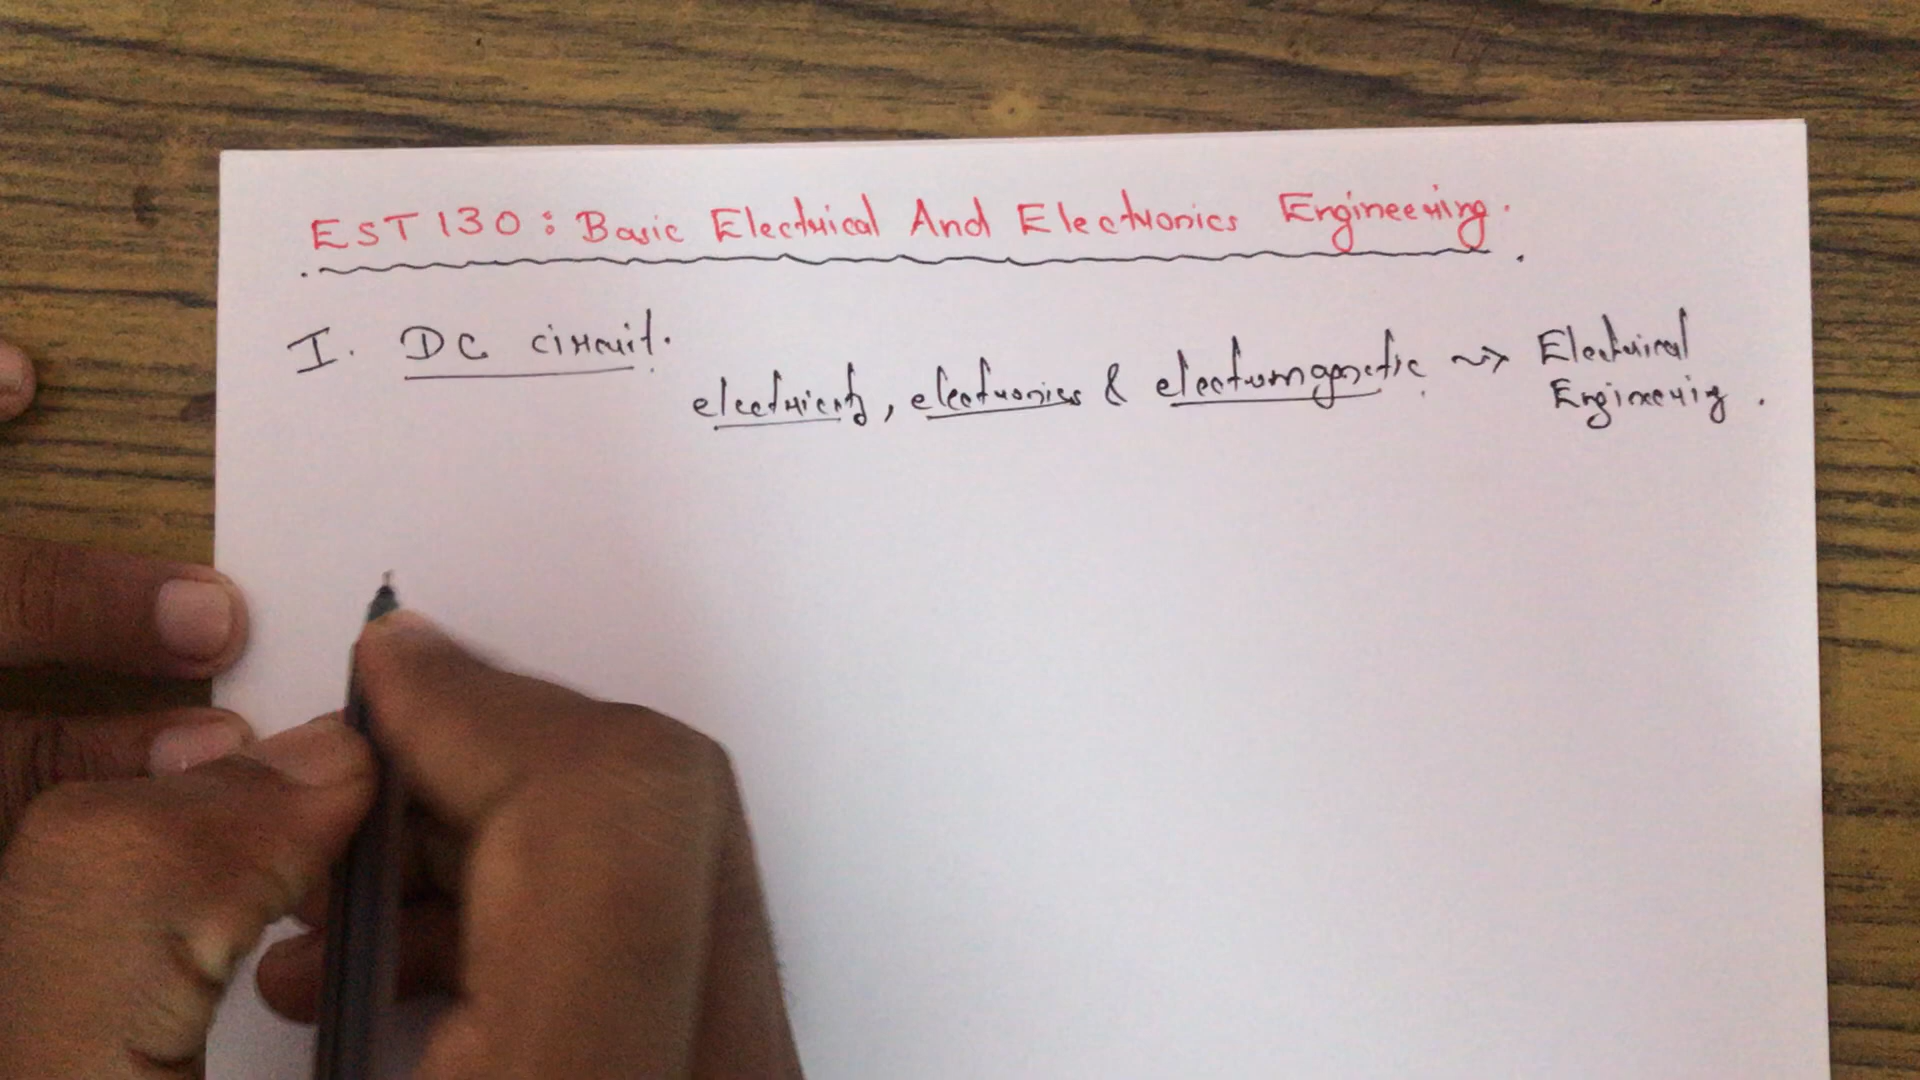 EST 130 : Basic Electrical And Electronics Engineering.
I. DC circuit.
electricity, electronics & electromagnetic ⇝ Electrical
Engineering.